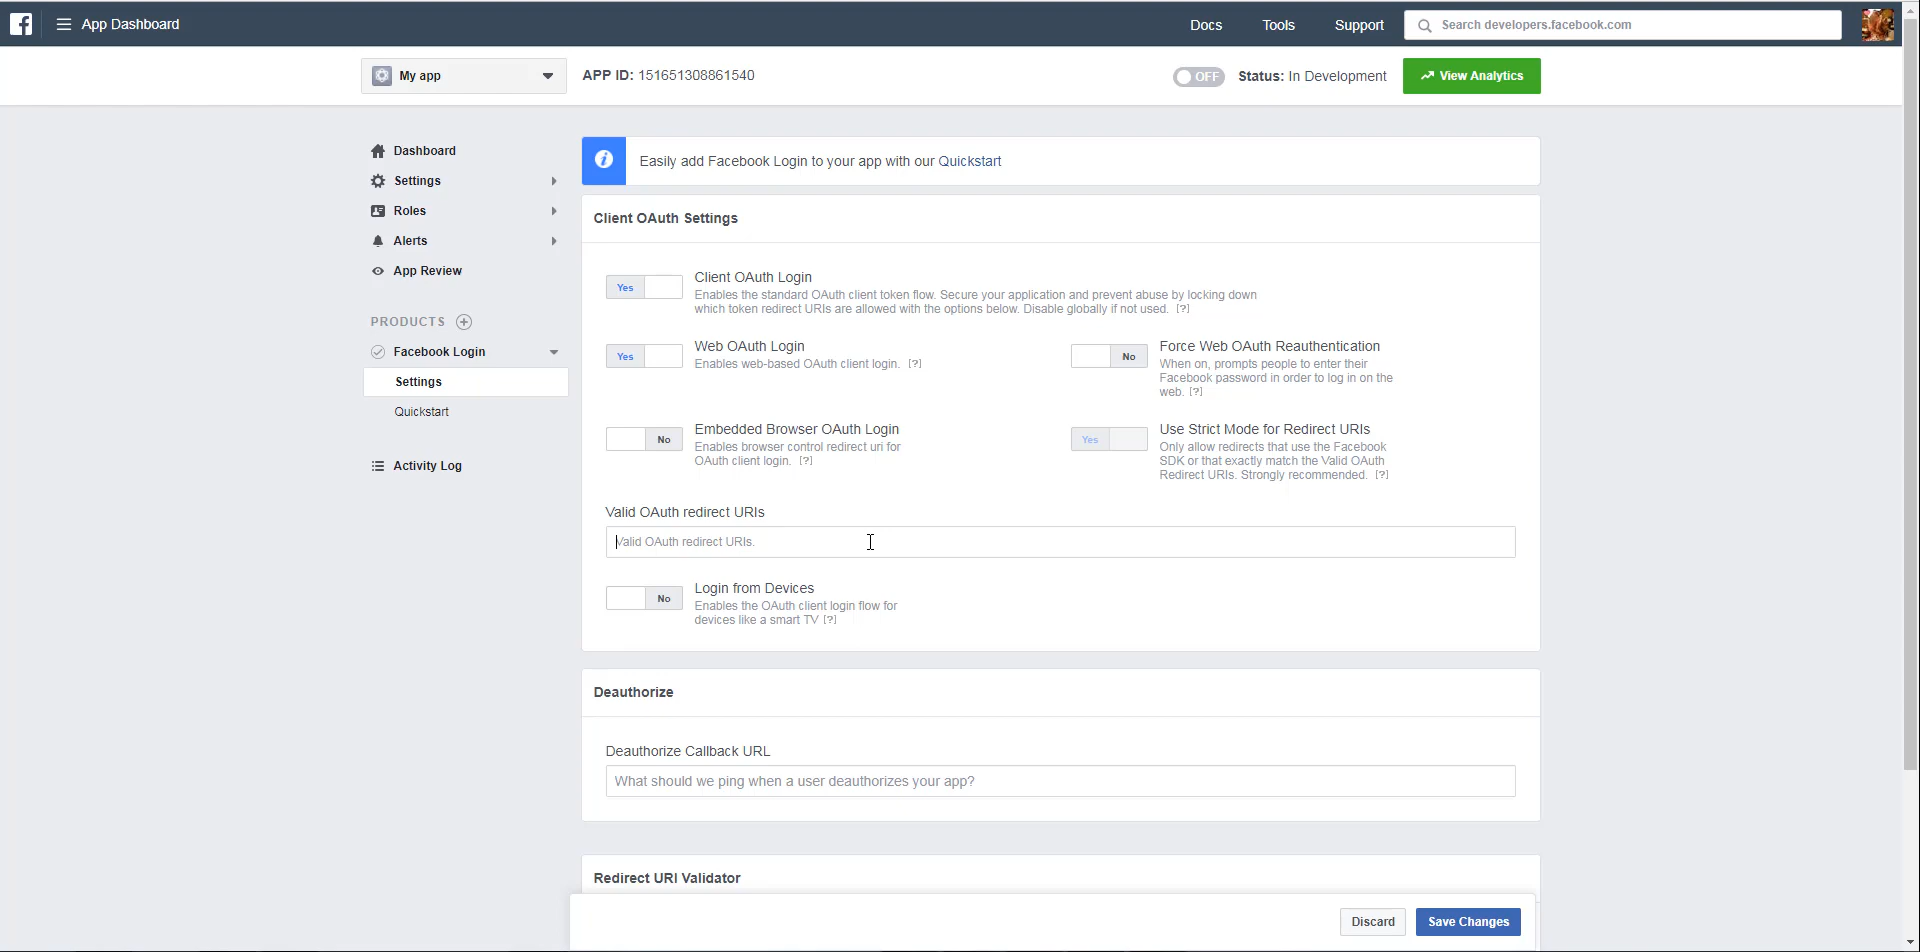 App Dashboard
Docs
Tools
Support
Search developers.facebook.com
My app
APP ID: 151651308861540
OFF
Status: In Development
View Analytics
Dashboard
Settings
Roles
Alerts
App Review
PRODUCTS
Facebook Login
Settings
Quickstart
Activity Log
Easily add Facebook Login to your app with our Quickstart
Client OAuth Settings
Yes
Client OAuth Login
Enables the standard OAuth client token flow. Secure your application and prevent abuse by locking down
which token redirect URIs are allowed with the options below. Disable globally if not used. [?]
Yes
Web OAuth Login
Enables web-based OAuth client login. [?]
No
Force Web OAuth Reauthentication
When on, prompts people to enter their
Facebook password in order to log in on the
web. [?]
No
Embedded Browser OAuth Login
Enables browser control redirect uri for
OAuth client login. [?]
Yes
Use Strict Mode for Redirect URIs
Only allow redirects that use the Facebook
SDK or that exactly match the Valid OAuth
Redirect URIs. Strongly recommended. [?]
Valid OAuth redirect URIs
Valid OAuth redirect URIs.
No
Login from Devices
Enables the OAuth client login flow for
devices like a smart TV [?]
Deauthorize
Deauthorize Callback URL
What should we ping when a user deauthorizes your app?
Redirect URI Validator
Discard
Save Changes